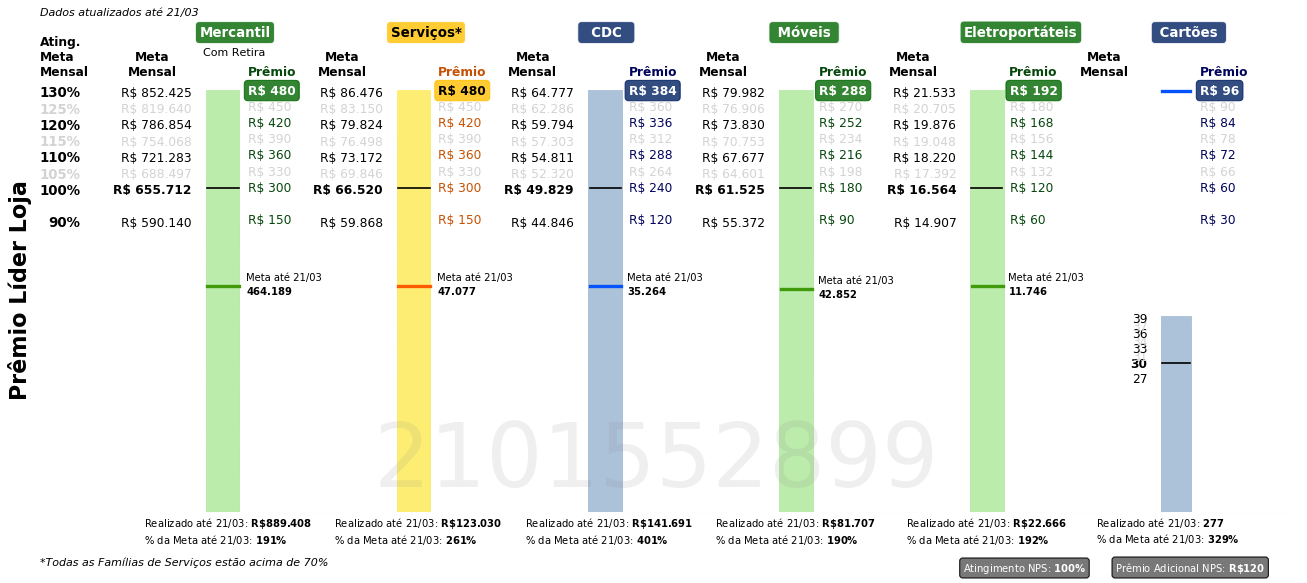 Dados atualizados até 21/03
Mercantil Serviços* CDC Móveis Eletroportáteis Cartões
Com Retira
Ating. Meta Mensal
Meta Mensal Prêmio Meta Mensal Prêmio Meta Mensal Prêmio Meta Mensal Prêmio Meta Mensal Prêmio Meta Mensal Prêmio
130% R$ 852.425 R$ 480 R$ 86.476 R$ 480 R$ 64.777 R$ 384 R$ 79.982 R$ 288 R$ 21.533 R$ 192 R$ 96
125% R$ 819.640 R$ 450 R$ 83.150 R$ 450 R$ 62.286 R$ 360 R$ 76.906 R$ 270 R$ 20.705 R$ 180 R$ 90
120% R$ 786.854 R$ 420 R$ 79.824 R$ 420 R$ 59.794 R$ 336 R$ 73.830 R$ 252 R$ 19.876 R$ 168 R$ 84
115% R$ 754.068 R$ 390 R$ 76.498 R$ 390 R$ 57.303 R$ 312 R$ 70.753 R$ 234 R$ 19.048 R$ 156 R$ 78
110% R$ 721.283 R$ 360 R$ 73.172 R$ 360 R$ 54.811 R$ 288 R$ 67.677 R$ 216 R$ 18.220 R$ 144 R$ 72
105% R$ 688.497 R$ 330 R$ 69.846 R$ 330 R$ 52.320 R$ 264 R$ 64.601 R$ 198 R$ 17.392 R$ 132 R$ 66
100% R$ 655.712 R$ 300 R$ 66.520 R$ 300 R$ 49.829 R$ 240 R$ 61.525 R$ 180 R$ 16.564 R$ 120 R$ 60
90% R$ 590.140 R$ 150 R$ 59.868 R$ 150 R$ 44.846 R$ 120 R$ 55.372 R$ 90 R$ 14.907 R$ 60 R$ 30
Prêmio Líder Loja
Meta até 21/03 Meta até 21/03 Meta até 21/03 Meta até 21/03 Meta até 21/03
464.189 47.077 35.264 42.852 11.746
39
36
33
30
27
2101552899
Realizado até 21/03: R$889.408 Realizado até 21/03: R$123.030 Realizado até 21/03: R$141.691 Realizado até 21/03: R$81.707 Realizado até 21/03: R$22.666 Realizado até 21/03: 277
% da Meta até 21/03: 191% % da Meta até 21/03: 261% % da Meta até 21/03: 401% % da Meta até 21/03: 190% % da Meta até 21/03: 192% % da Meta até 21/03: 329%
*Todas as Famílias de Serviços estão acima de 70%
Atingimento NPS: 100% Prêmio Adicional NPS: R$120